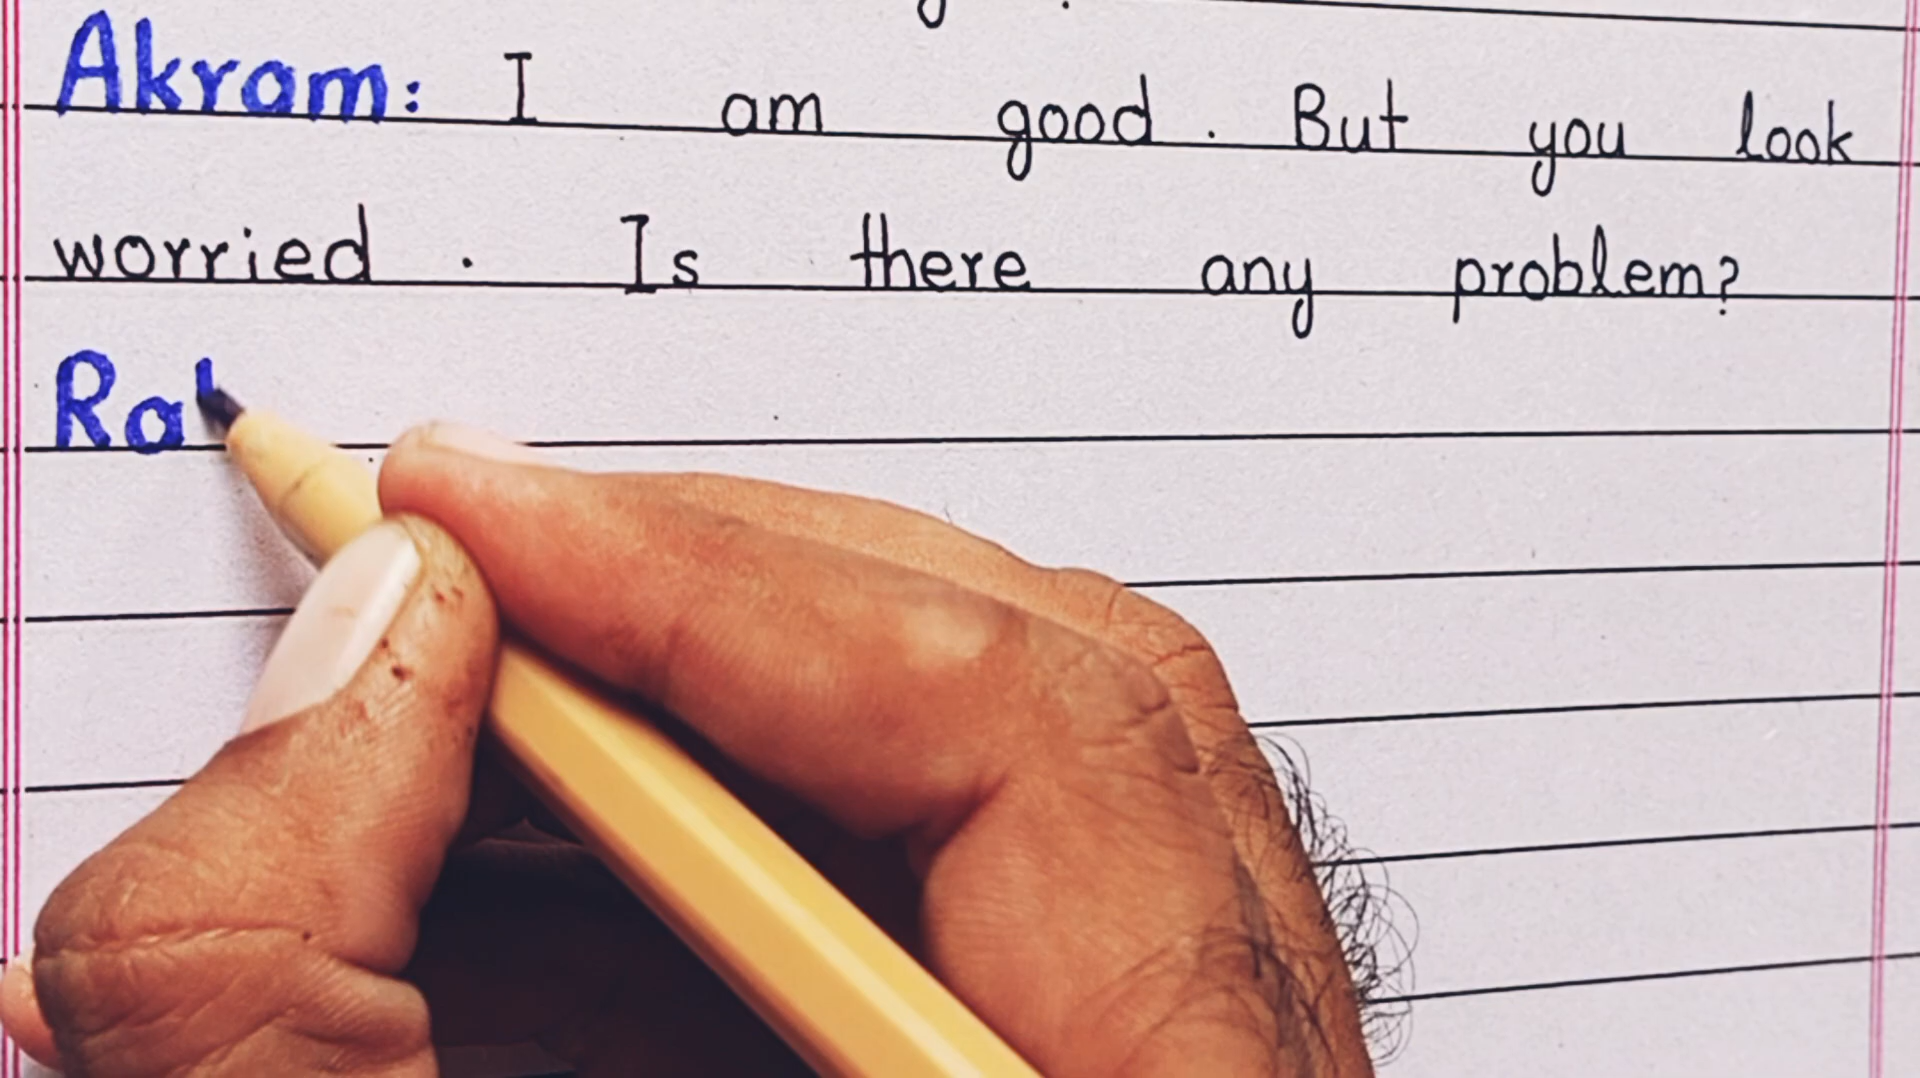 Akram: I am good. But you look
worried. Is there any problem?
Ra